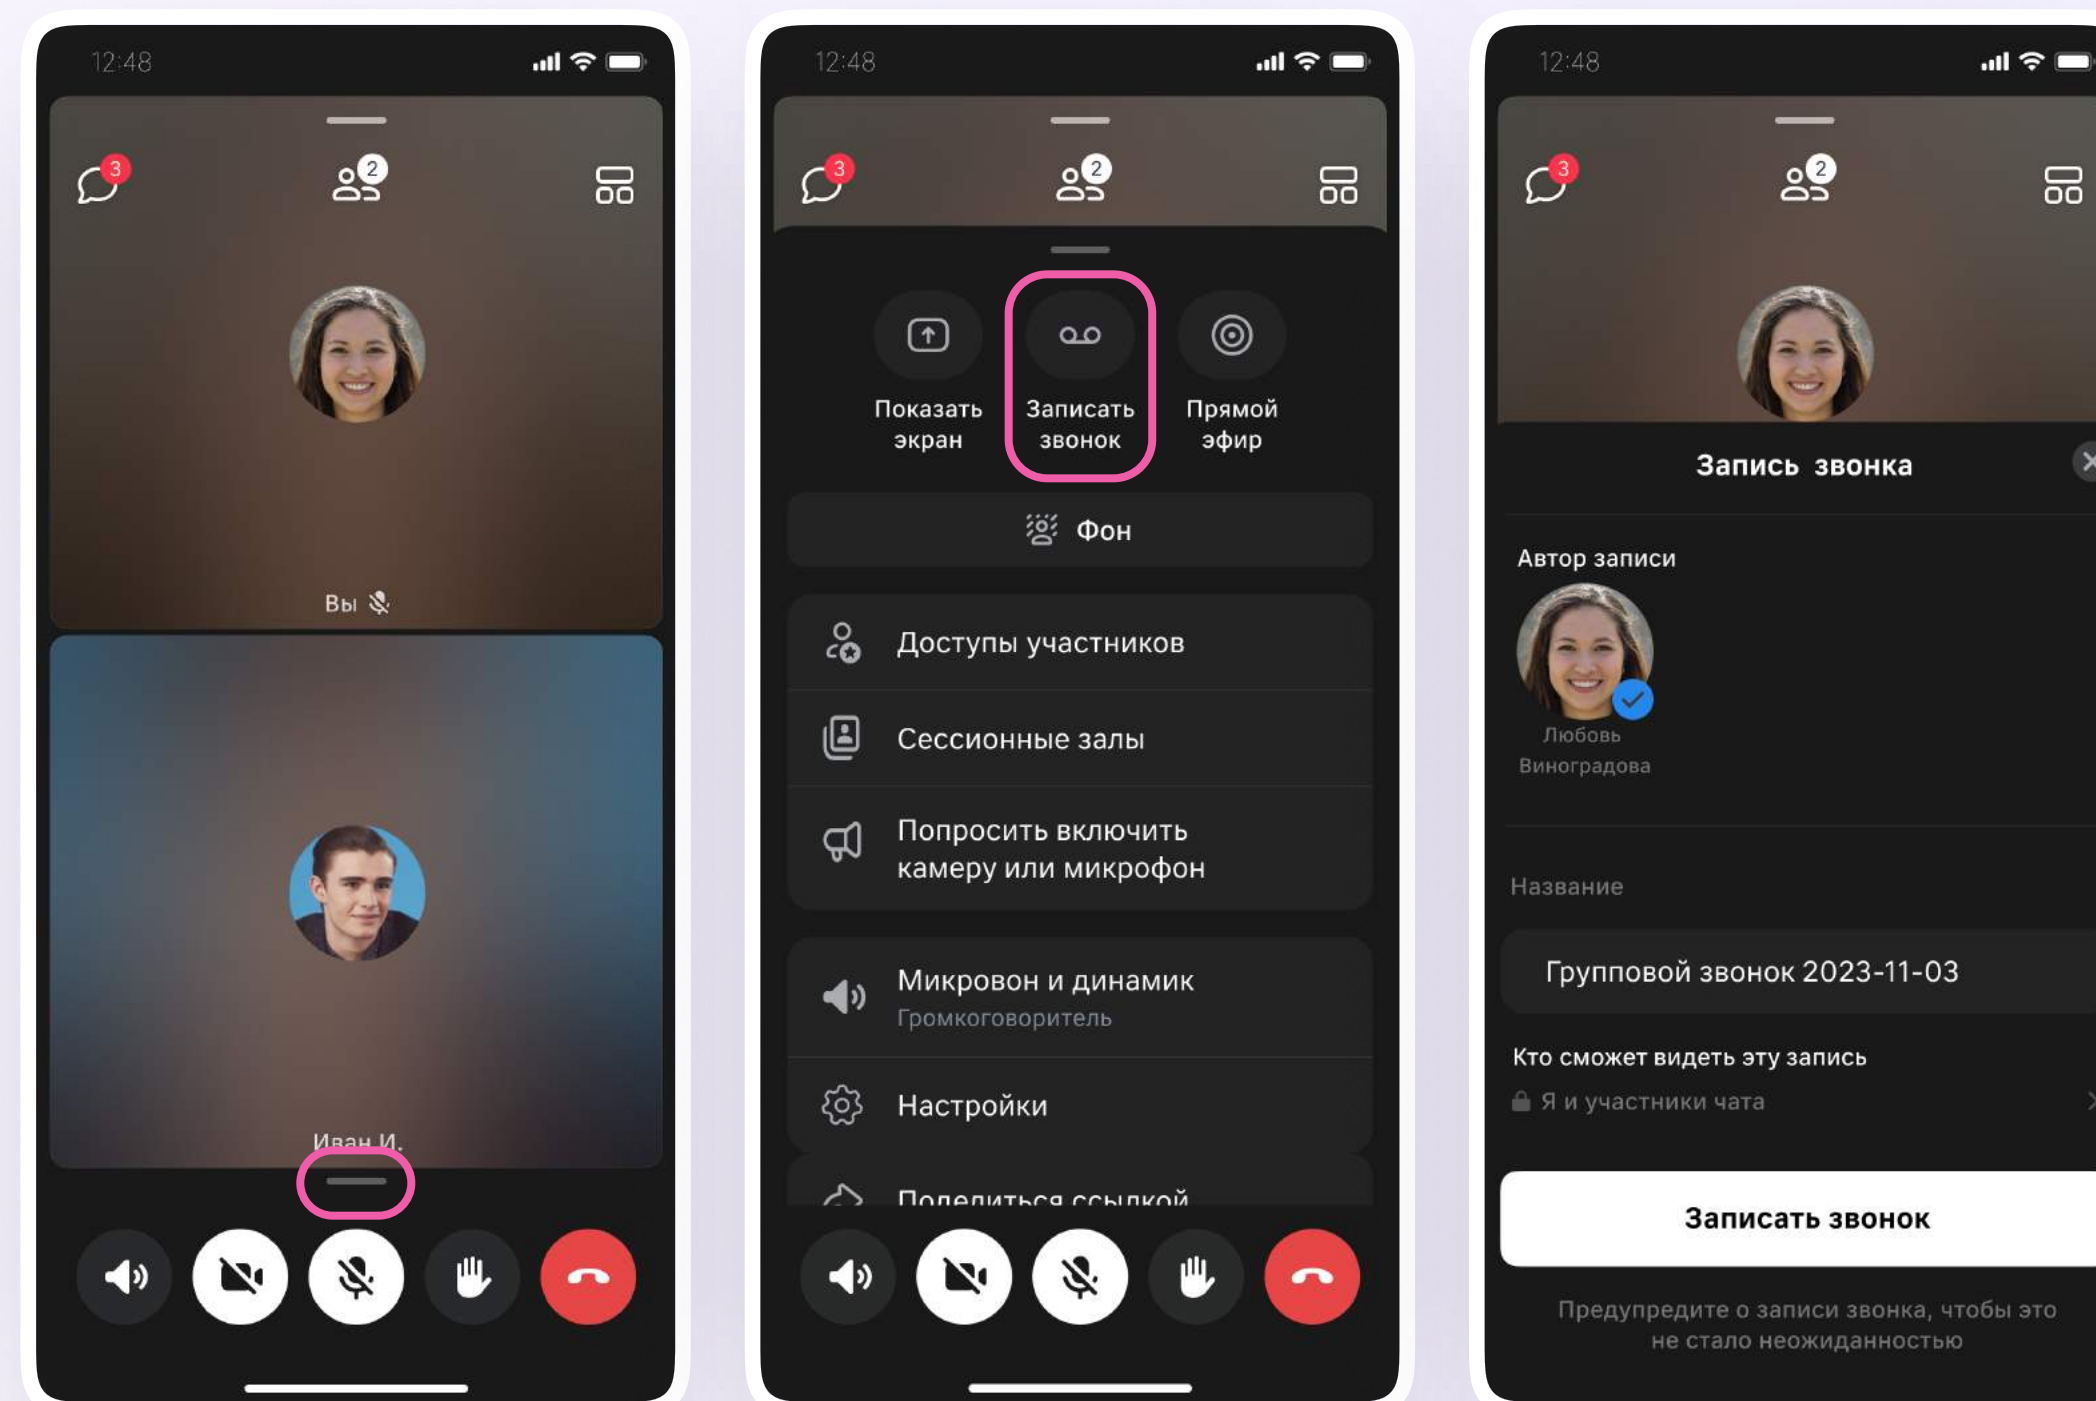 12:48
3
2
Вы
Иван И.
12:48
3
2
Показать
экран
Записать
звонок
Прямой
эфир
Фон
Доступы участников
Сессионные залы
Попросить включить
камеру или микрофон
Микровон и динамик
Громкоговоритель
Настройки
Поделиться ссылкой
12:48
3
2
Запись звонка
Автор записи
Любовь
Виноградова
Название
Групповой звонок 2023-11-03
Кто сможет видеть эту запись
Я и участники чата
Записать звонок
Предупредите о записи звонка, чтобы это
не стало неожиданностью